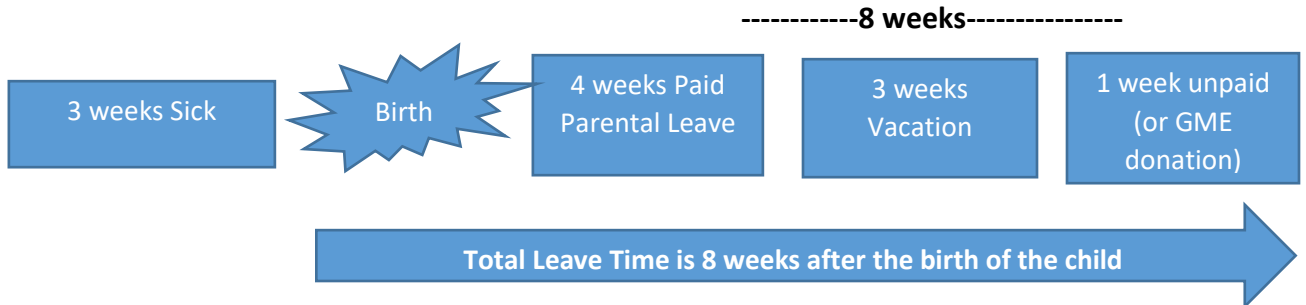 ------------8 weeks----------------
3 weeks Sick
Birth
4 weeks Paid
Parental Leave
3 weeks
Vacation
1 week unpaid
(or GME
donation)
Total Leave Time is 8 weeks after the birth of the child